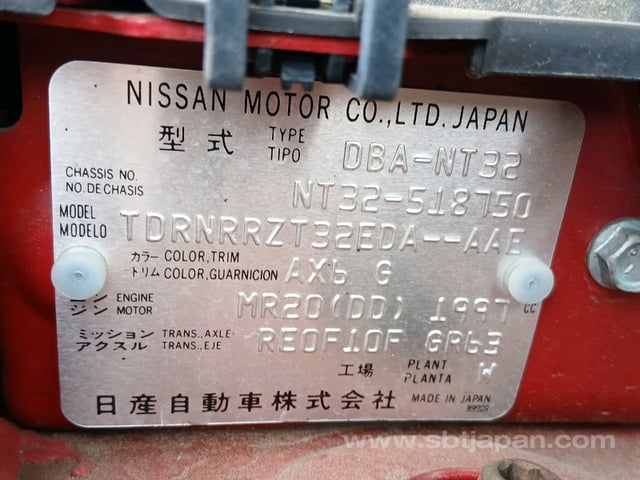 NISSAN MOTOR CO.,LTD. JAPAN
型式 TYPE TIPO DBA-NT32
CHASSIS NO. NO. DE CHASIS NT32-518750
MODEL MODELO TDRNRRZT32EDA--AAE
カラー COLOR,TRIM トリム COLOR,GUARNICION AX6 G
ジン ENGINE MOTOR MR20(DD) 1997 CC
ミッション TRANS., AXLE アクスル TRANS., EJE RE0F10F GR63
工場 PLANT PLANTA W
日産自動車株式会社 MADE IN JAPAN
www.sbtjapan.com